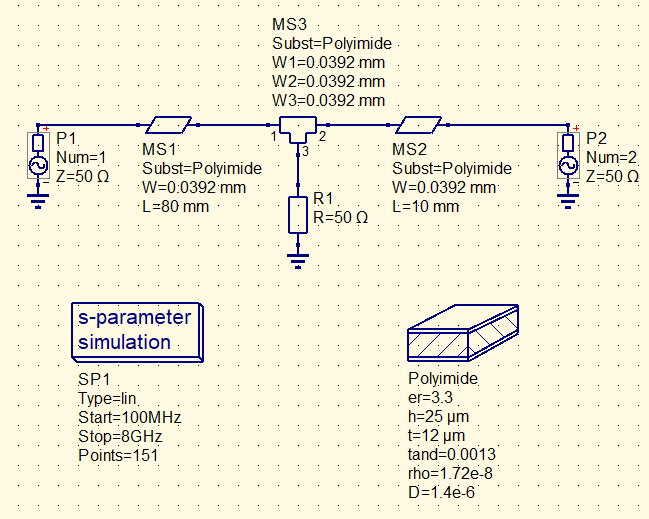 MS3
Subst=Polyimide
W1=0.0392 mm
W2=0.0392 mm
W3=0.0392 mm
1
2
3
P1
Num=1
Z=50 Ω
MS1
Subst=Polyimide
W=0.0392 mm
L=80 mm
MS2
Subst=Polyimide
W=0.0392 mm
L=10 mm
P2
Num=2
Z=50 Ω
R1
R=50 Ω
s-parameter
simulation
SP1
Type=lin
Start=100MHz
Stop=8GHz
Points=151
Polyimide
er=3.3
h=25 µm
t=12 µm
tand=0.0013
rho=1.72e-8
D=1.4e-6